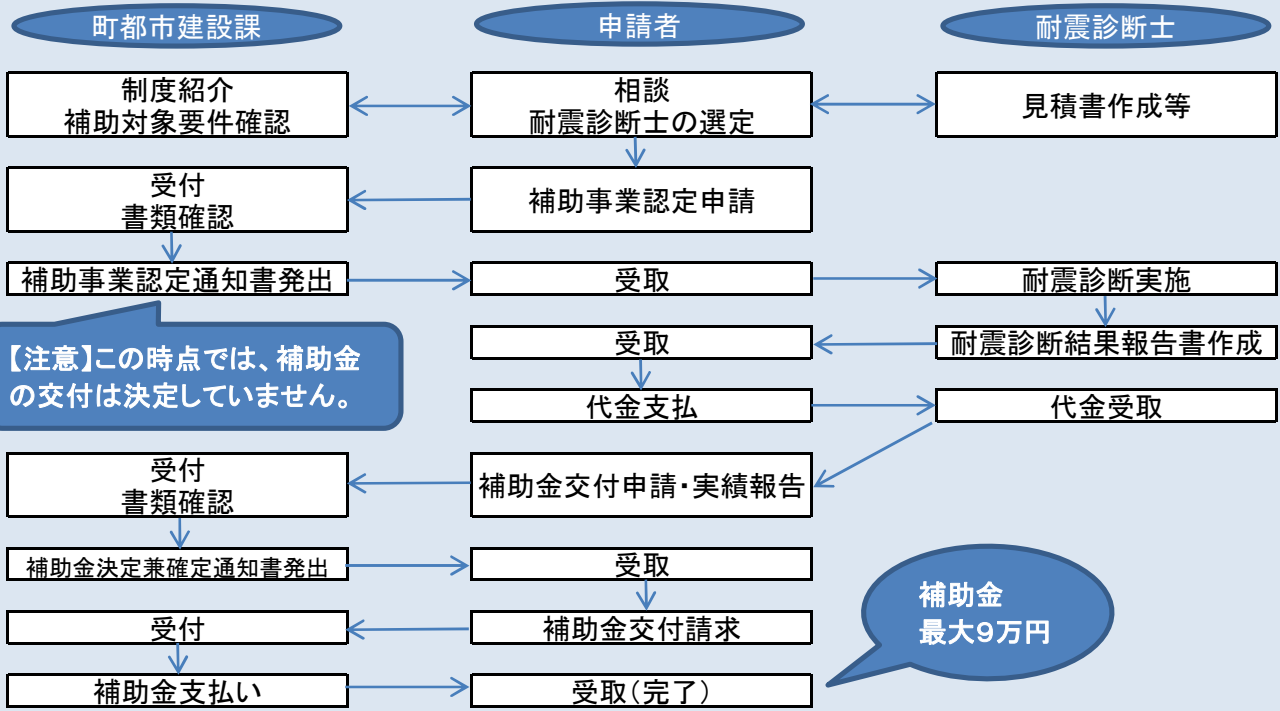 町都市建設課
申請者
耐震診断士
制度紹介
補助対象要件確認
相談
耐震診断士の選定
見積書作成等
受付
書類確認
補助事業認定申請
補助事業認定通知書発出
受取
耐震診断実施
【注意】この時点では、補助金
の交付は決定していません。
受取
耐震診断結果報告書作成
代金支払
代金受取
受付
書類確認
補助金交付申請・実績報告
補助金決定兼確定通知書発出
受取
補助金
最大9万円
受付
補助金交付請求
補助金支払い
受取(完了)